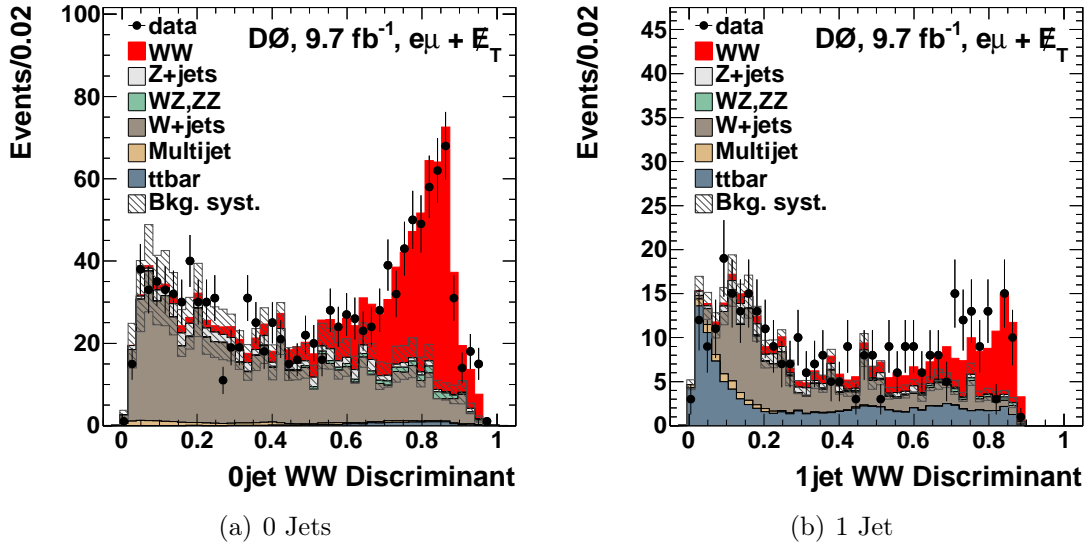 Events/0.02
100
80
60
40
20
0
data
WW
Z+jets
WZ,ZZ
W+jets
Multijet
ttbar
Bkg. syst.
DØ, 9.7 fb⁻¹, eμ + E̸_T
0 0.2 0.4 0.6 0.8 1
0jet WW Discriminant
(a) 0 Jets
Events/0.02
45
40
35
30
25
20
15
10
5
0
data
WW
Z+jets
WZ,ZZ
W+jets
Multijet
ttbar
Bkg. syst.
DØ, 9.7 fb⁻¹, eμ + E̸_T
0 0.2 0.4 0.6 0.8 1
1jet WW Discriminant
(b) 1 Jet